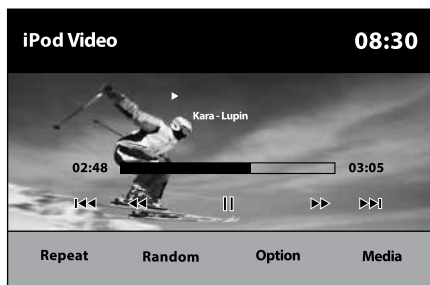 iPod Video 08:30
Kara - Lupin
02:48 03:05
Repeat Random Option Media